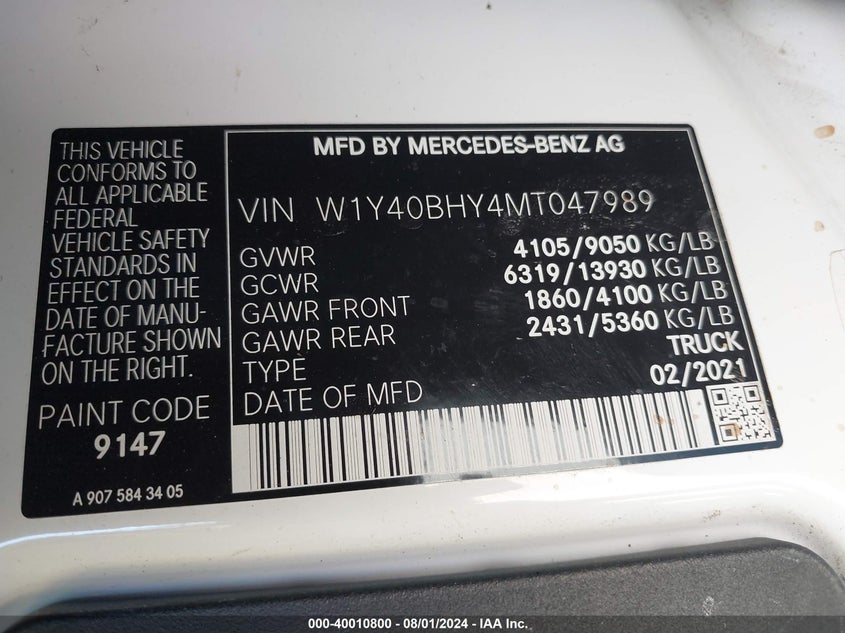 THIS VEHICLE
CONFORMS TO
ALL APPLICABLE
FEDERAL
VEHICLE SAFETY
STANDARDS IN
EFFECT ON THE
DATE OF MANU-
FACTURE SHOWN
ON THE RIGHT.
PAINT CODE
9147
A 907 584 34 05
MFD BY MERCEDES-BENZ AG
VIN W1Y40BHY4MT047989
GVWR 4105/9050 KG/LB
GCWR 6319/13930 KG/LB
GAWR FRONT 1860/4100 KG/LB
GAWR REAR 2431/5360 KG/LB
TYPE TRUCK
DATE OF MFD 02/2021
000-40010800 - 08/01/2024 - IAA Inc.